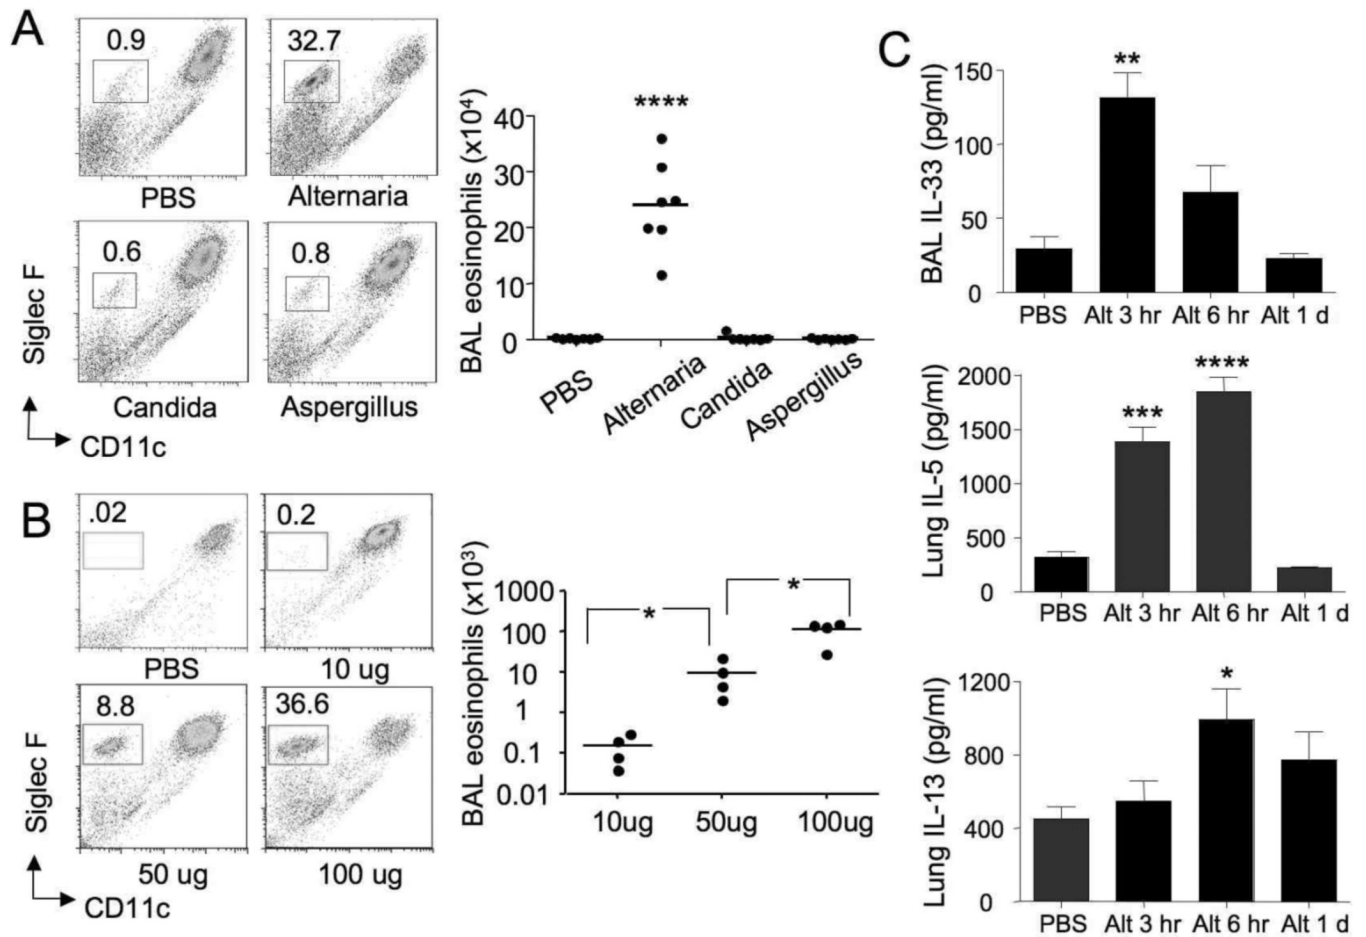 A
0.9
32.7
PBS
Alternaria
0.6
0.8
Candida
Aspergillus
Siglec F
CD11c
BAL eosinophils (x10⁴)
40
30
20
10
0
****
PBS
Alternaria
Candida
Aspergillus
B
.02
0.2
PBS
10 ug
8.8
36.6
50 ug
100 ug
Siglec F
CD11c
BAL eosinophils (x10³)
1000
100
10
1
0.1
0.01
*
*
10ug
50ug
100ug
C
BAL IL-33 (pg/ml)
150
100
50
0
**
PBS
Alt 3 hr
Alt 6 hr
Alt 1 d
Lung IL-5 (pg/ml)
2000
1500
1000
500
0
***
****
PBS
Alt 3 hr
Alt 6 hr
Alt 1 d
Lung IL-13 (pg/ml)
1200
800
400
0
*
PBS
Alt 3 hr
Alt 6 hr
Alt 1 d